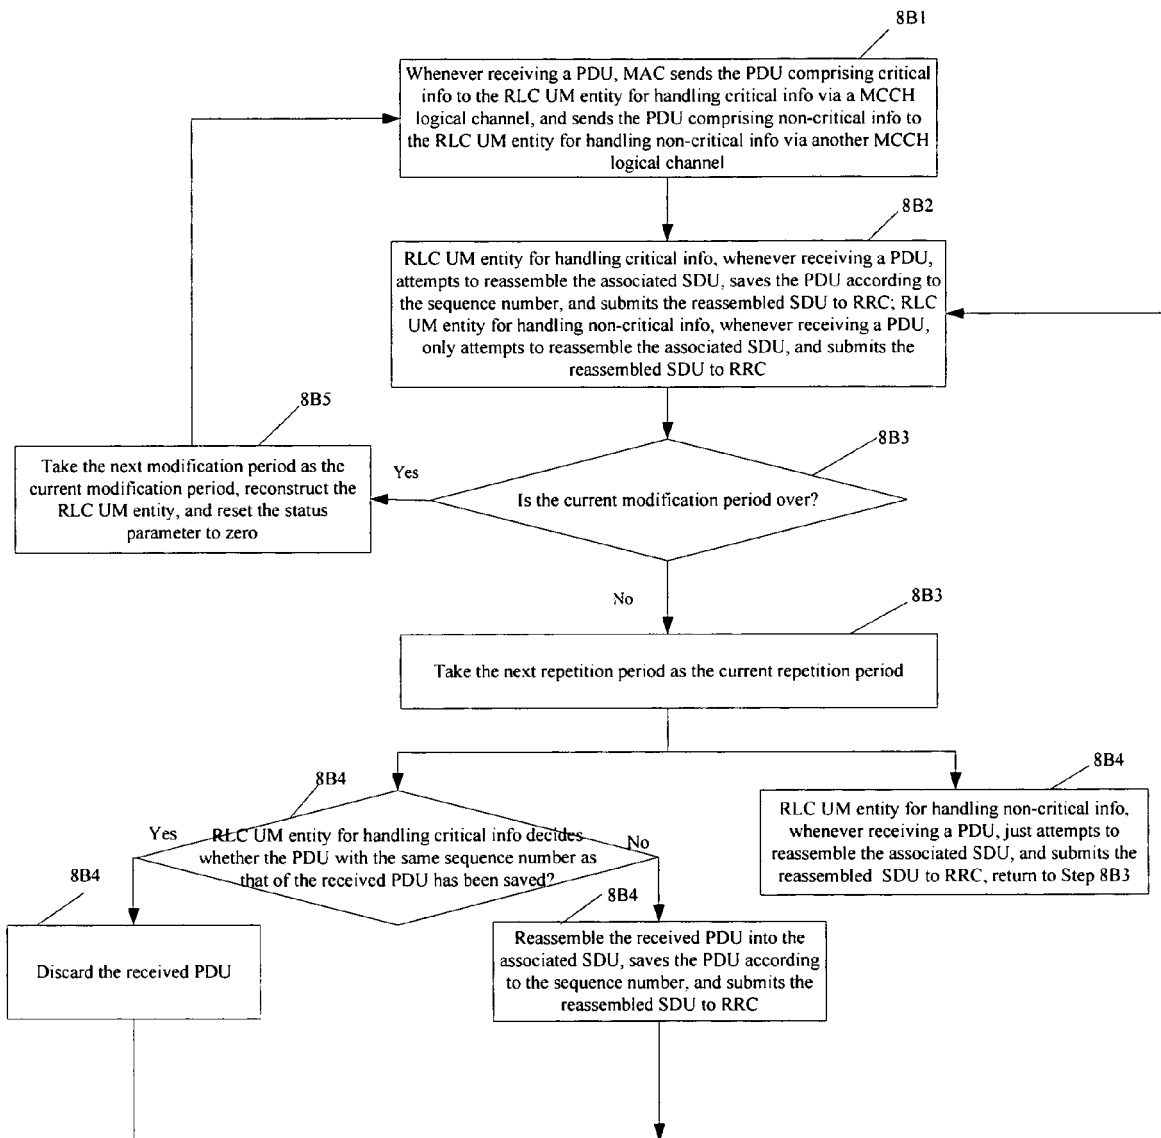 8B1
Whenever receiving a PDU, MAC sends the PDU comprising critical
info to the RLC UM entity for handling critical info via a MCCH
logical channel, and sends the PDU comprising non-critical info to
the RLC UM entity for handling non-critical info via another MCCH
logical channel
8B2
RLC UM entity for handling critical info, whenever receiving a PDU,
attempts to reassemble the associated SDU, saves the PDU according to
the sequence number, and submits the reassembled SDU to RRC; RLC
UM entity for handling non-critical info, whenever receiving a PDU,
only attempts to reassemble the associated SDU, and submits the
reassembled SDU to RRC
8B5
Take the next modification period as the
current modification period, reconstruct the
RLC UM entity, and reset the status
parameter to zero
Yes
8B3
Is the current modification period over?
No
8B3
Take the next repetition period as the current repetition period
8B4
Yes
RLC UM entity for handling critical info decides
whether the PDU with the same sequence number as
that of the received PDU has been saved?
No
8B4
RLC UM entity for handling non-critical info,
whenever receiving a PDU, just attempts to
reassemble the associated SDU, and submits the
reassembled SDU to RRC, return to Step 8B3
8B4
Discard the received PDU
8B4
Reassemble the received PDU into the
associated SDU, saves the PDU according
to the sequence number, and submits the
reassembled SDU to RRC